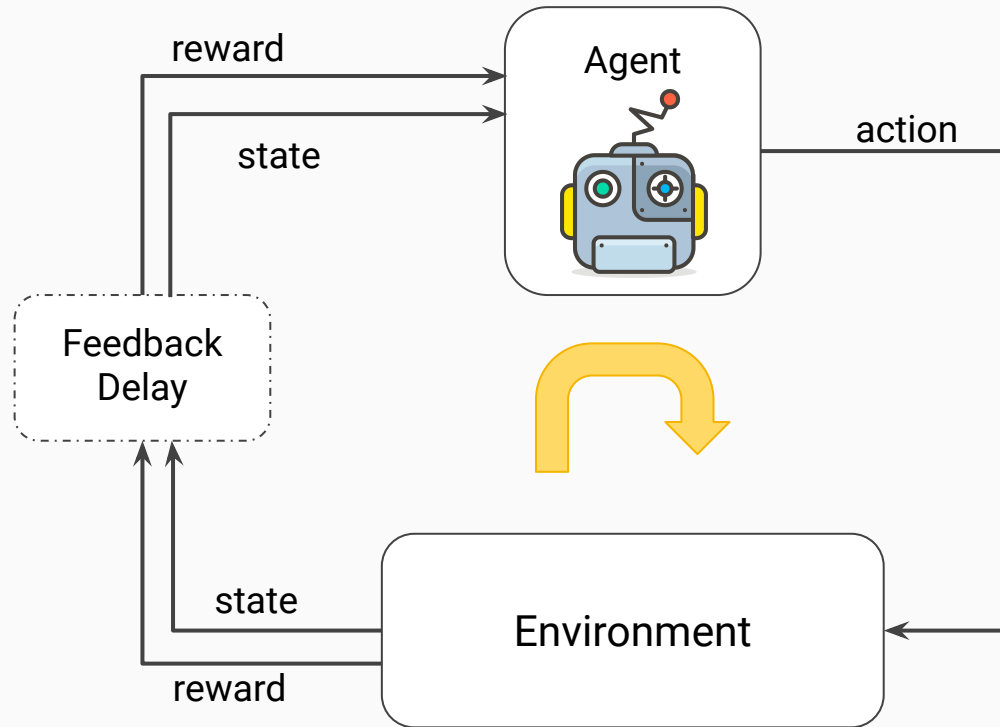 reward
Agent
action
state
Feedback
Delay
state
Environment
reward